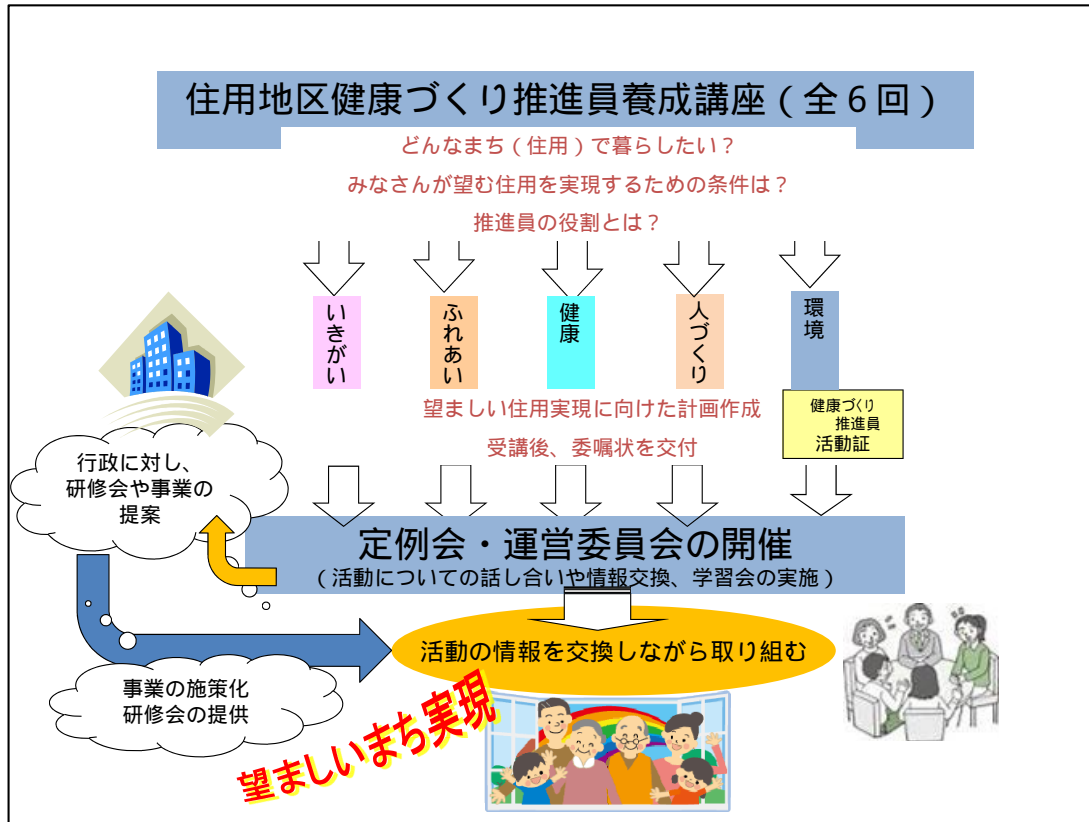 住用地区健康づくり推進員養成講座（全６回）
どんなまち（住用）で暮らしたい？
みなさんが望む住用を実現するための条件は？
推進員の役割とは？
いきがい
ふれあい
健康
人づくり
環境
望ましい住用実現に向けた計画作成
受講後、委嘱状を交付
健康づくり
推進員
活動証
行政に対し、
研修会や事業の
提案
定例会・運営委員会の開催
（活動についての話し合いや情報交換、学習会の実施）
活動の情報を交換しながら取り組む
事業の施策化
研修会の提供
望ましいまち実現